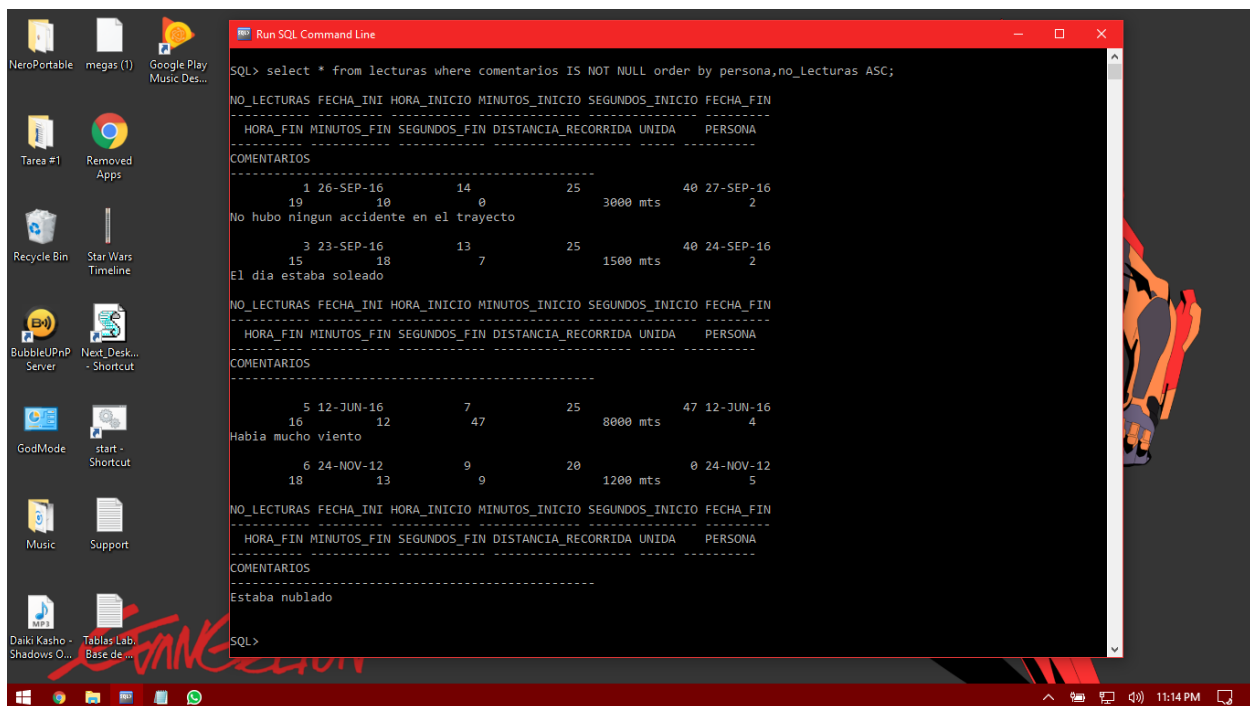 Run SQL Command Line
SQL> select * from lecturas where comentarios IS NOT NULL order by persona,no_Lecturas ASC;
NO_LECTURAS FECHA_INI HORA_INICIO MINUTOS_INICIO SEGUNDOS_INICIO FECHA_FIN
----------- --------- ----------- -------------- --------------- ---------
HORA_FIN MINUTOS_FIN SEGUNDOS_FIN DISTANCIA_RECORRIDA UNIDA PERSONA
---------- ----------- ------------ ------------------- ----- ----------
COMENTARIOS
--------------------------------------------------
1 26-SEP-16 14 25 40 27-SEP-16
19 10 0 3000 mts 2
No hubo ningun accidente en el trayecto
3 23-SEP-16 13 25 40 24-SEP-16
15 18 7 1500 mts 2
El dia estaba soleado
NO_LECTURAS FECHA_INI HORA_INICIO MINUTOS_INICIO SEGUNDOS_INICIO FECHA_FIN
----------- --------- ----------- -------------- --------------- ---------
HORA_FIN MINUTOS_FIN SEGUNDOS_FIN DISTANCIA_RECORRIDA UNIDA PERSONA
---------- ----------- ------------ ------------------- ----- ----------
COMENTARIOS
--------------------------------------------------
5 12-JUN-16 7 25 47 12-JUN-16
16 12 47 8000 mts 4
Habia mucho viento
6 24-NOV-12 9 20 0 24-NOV-12
18 13 9 1200 mts 5
NO_LECTURAS FECHA_INI HORA_INICIO MINUTOS_INICIO SEGUNDOS_INICIO FECHA_FIN
----------- --------- ----------- -------------- --------------- ---------
HORA_FIN MINUTOS_FIN SEGUNDOS_FIN DISTANCIA_RECORRIDA UNIDA PERSONA
---------- ----------- ------------ ------------------- ----- ----------
COMENTARIOS
--------------------------------------------------
Estaba nublado
SQL>
NeroPortable
megas (1)
Google Play
Music Des...
Tarea #1
Removed
Apps
Recycle Bin
Star Wars
Timeline
BubbleUPnP
Server
Next_Desk...
- Shortcut
GodMode
start -
Shortcut
Music
Support
MP3
Daiki Kasho -
Shadows O...
Tablas Lab.
Base de ...
EVANGELION
11:14 PM